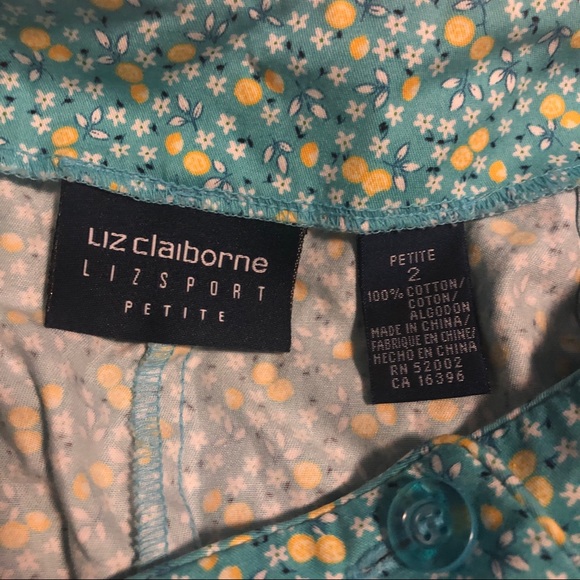 Liz claiborne
LIZSPORT
PETITE
PETITE
2
100% COTTON/
COTON/
ALGODON
MADE IN CHINA/
FABRIQUE EN CHINE/
HECHO EN CHINA
RN 52002
CA 16396